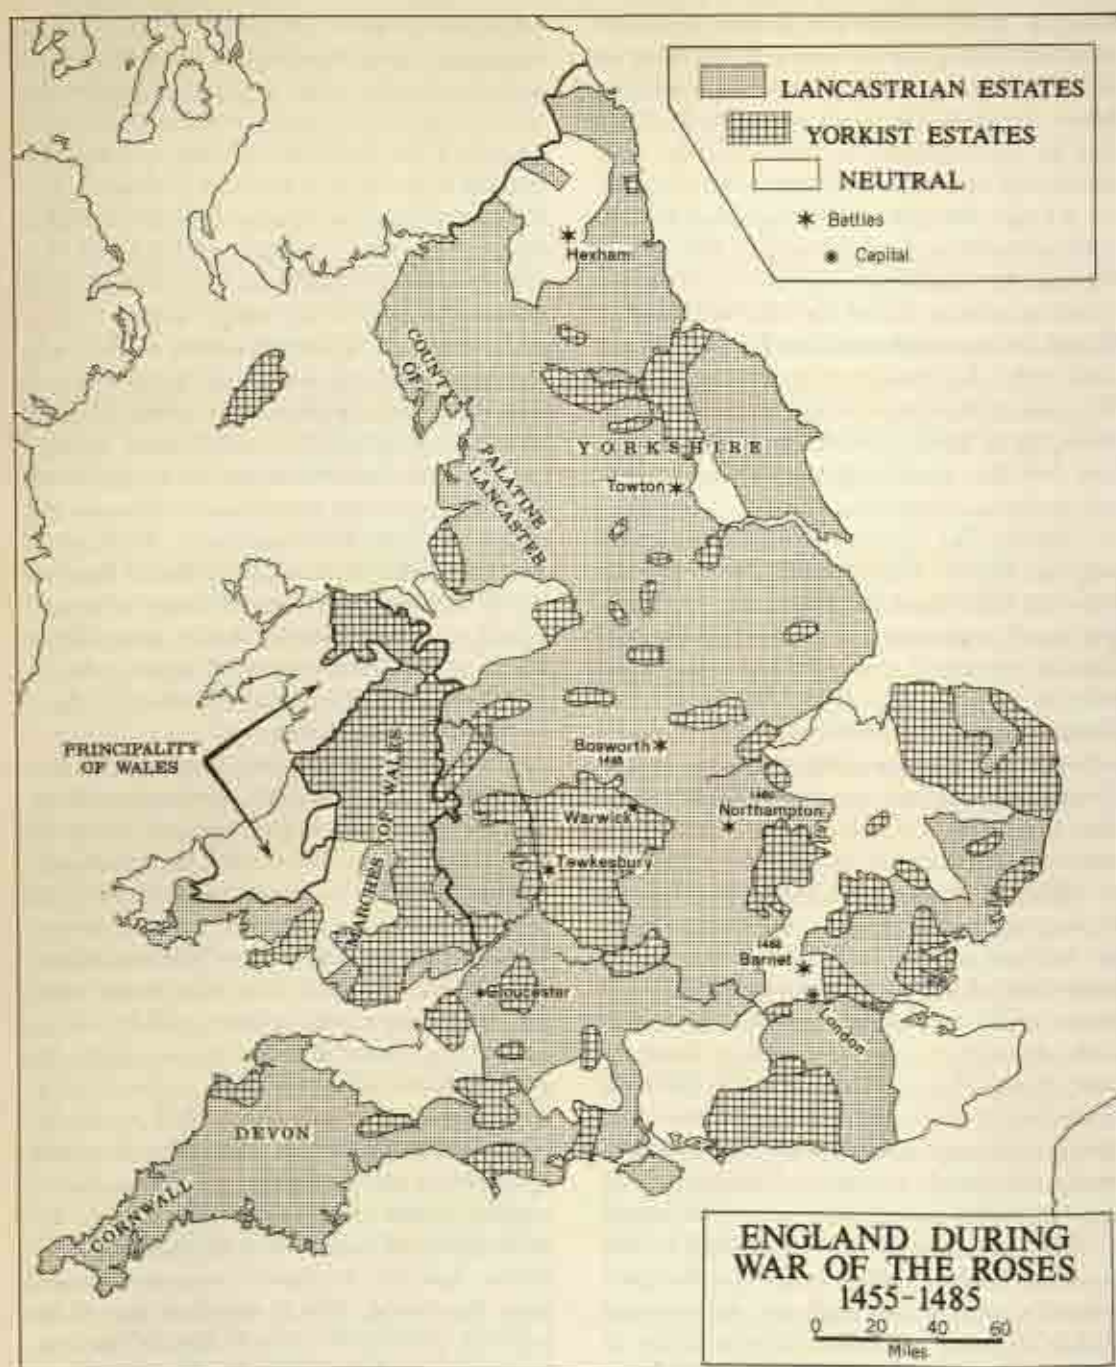 LANCASTRIAN ESTATES
YORKIST ESTATES
NEUTRAL
Battles
Capital
Hexham
COUNTY
OF
PALATINE
LANCASTER
YORKSHIRE
Towton
PRINCIPALITY
OF WALES
MARCHES OF WALES
Bosworth
Warwick
Northampton
Tewkesbury
Barnet
Gloucester
London
DEVON
CORNWALL
ENGLAND DURING
WAR OF THE ROSES
1455-1485
0 20 40 60
Miles